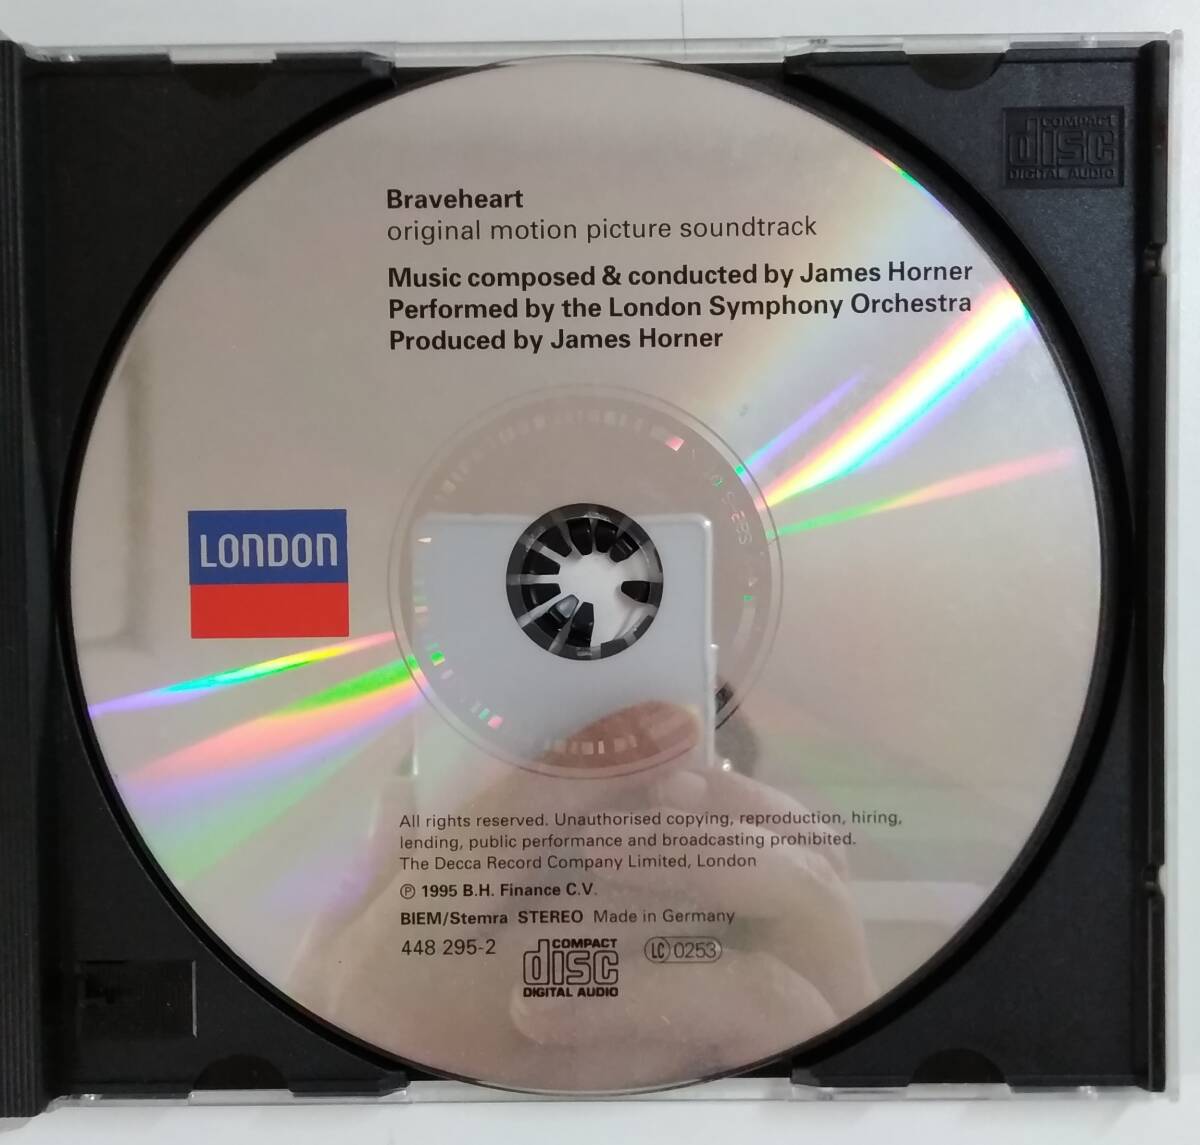 COMPACT
disc
DIGITAL AUDIO
Braveheart
original motion picture soundtrack
Music composed & conducted by James Horner
Performed by the London Symphony Orchestra
Produced by James Horner
LONDON
All rights reserved. Unauthorised copying, reproduction, hiring,
lending, public performance and broadcasting prohibited.
The Decca Record Company Limited, London
℗ 1995 B.H. Finance C.V.
BIEM/Stemra STEREO Made in Germany
448 295-2
COMPACT
disc
DIGITAL AUDIO
LC 0253